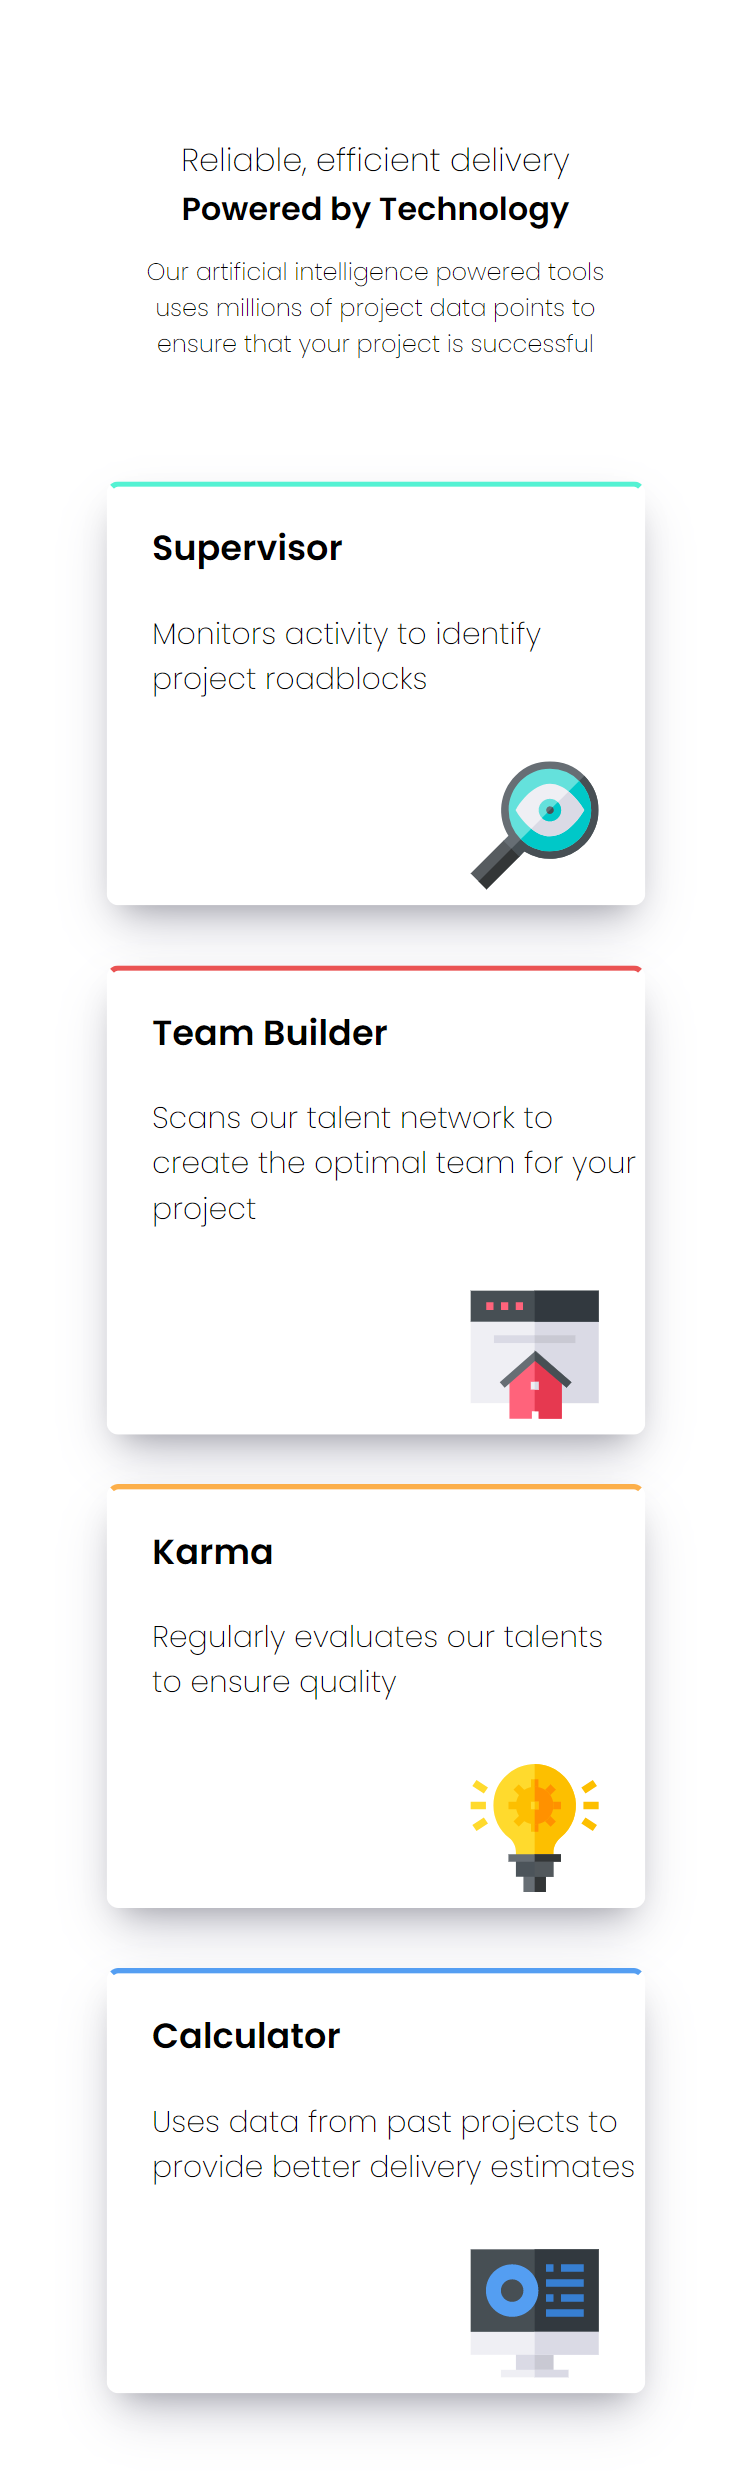 Reliable, efficient delivery
Powered by Technology
Our artificial intelligence powered tools
uses millions of project data points to
ensure that your project is successful
Supervisor
Monitors activity to identify
project roadblocks
Team Builder
Scans our talent network to
create the optimal team for your
project
Karma
Regularly evaluates our talents
to ensure quality
Calculator
Uses data from past projects to
provide better delivery estimates